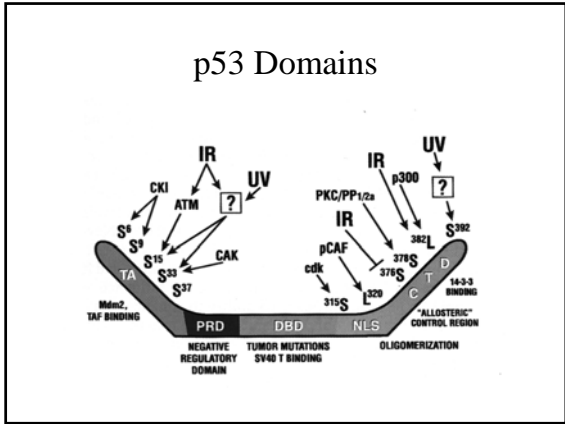 p53 Domains
UV
IR
IR
p300
UV
?
CKI
ATM
?
PKC/PP1/2a
IR
S392
S6
S9
S15
S33
S37
CAK
pCAF
cdk
382L
378S
376S
315S
L320
TA
PRD
DBD
NLS
C
T
D
Mdm2,
TAF BINDING
14-3-3
BINDING
"ALLOSTERIC"
CONTROL REGION
NEGATIVE
REGULATORY
DOMAIN
TUMOR MUTATIONS
SV40 T BINDING
OLIGOMERIZATION